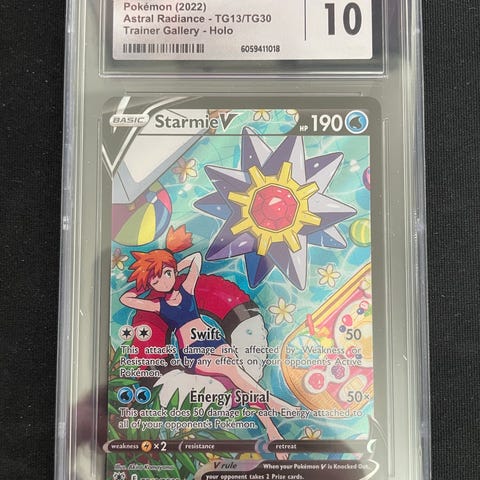 Pokémon (2022)
Astral Radiance - TG13/TG30
Trainer Gallery - Holo
10
6059411018
BASIC
Starmie V
HP 190
Swift 50
This attack's damage isn't affected by Weakness or
Resistance, or by any effects on your opponent's Active
Pokémon.
Energy Spiral 50×
This attack does 50 damage for each Energy attached to
all of your opponent's Pokémon.
weakness ×2 resistance retreat
Illus. Akira Komayama
V rule
When your Pokémon V is Knocked Out,
your opponent takes 2 Prize cards.